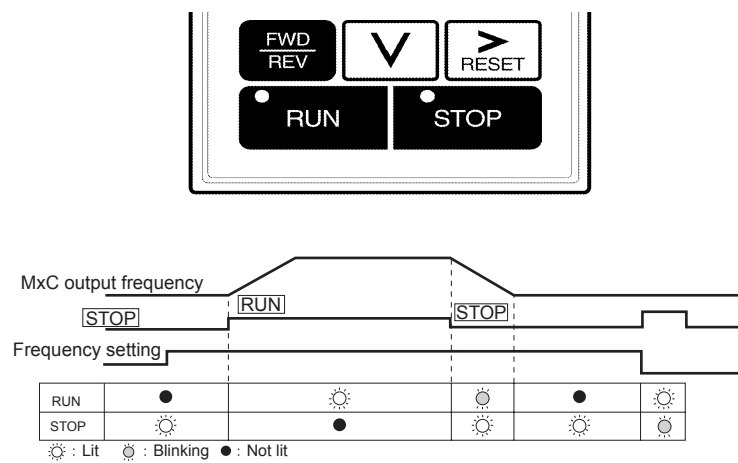 FWD
REV
RESET
RUN
STOP
MxC output frequency
STOP
RUN
STOP
Frequency setting
RUN
STOP
: Lit : Blinking : Not lit